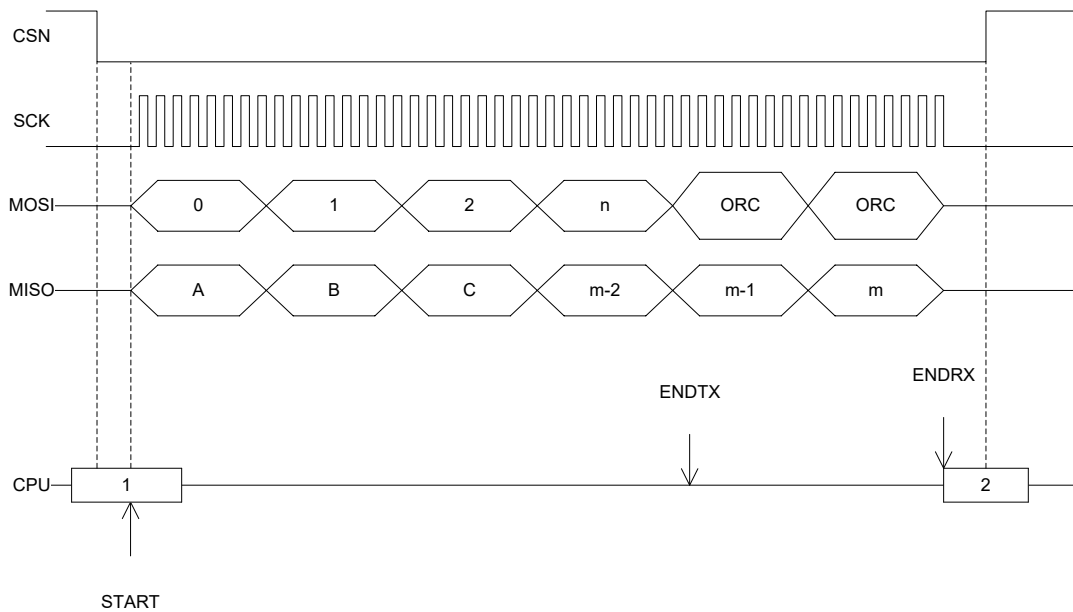 CSN
SCK
MOSI 0 1 2 n ORC ORC
MISO A B C m-2 m-1 m
ENDTX ENDRX
CPU 1 2
START